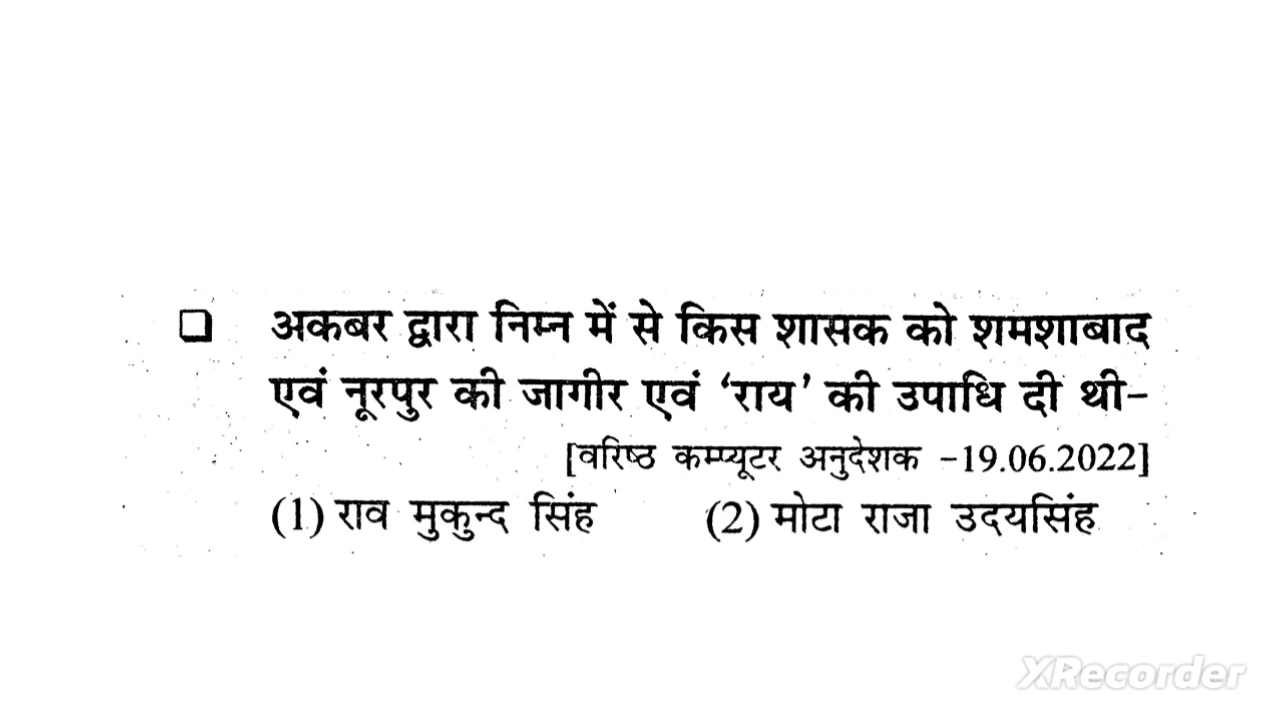 ❑ अकबर द्वारा निम्न में से किस शासक को शमशाबाद
एवं नूरपुर की जागीर एवं ‘राय’ की उपाधि दी थी–
[वरिष्ठ कम्प्यूटर अनुदेशक –19.06.2022]
(1) राव मुकुन्द सिंह (2) मोटा राजा उदयसिंह
XRecorder